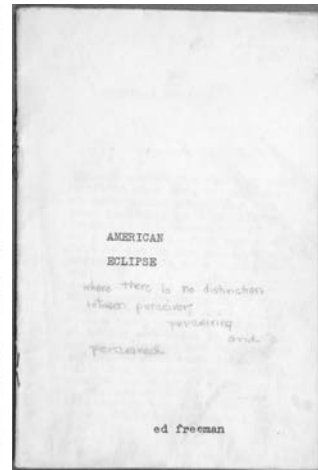 AMERICAN
ECLIPSE
where there is no distinction
between perceiver,
perceiving
and
perceived
ed freeman